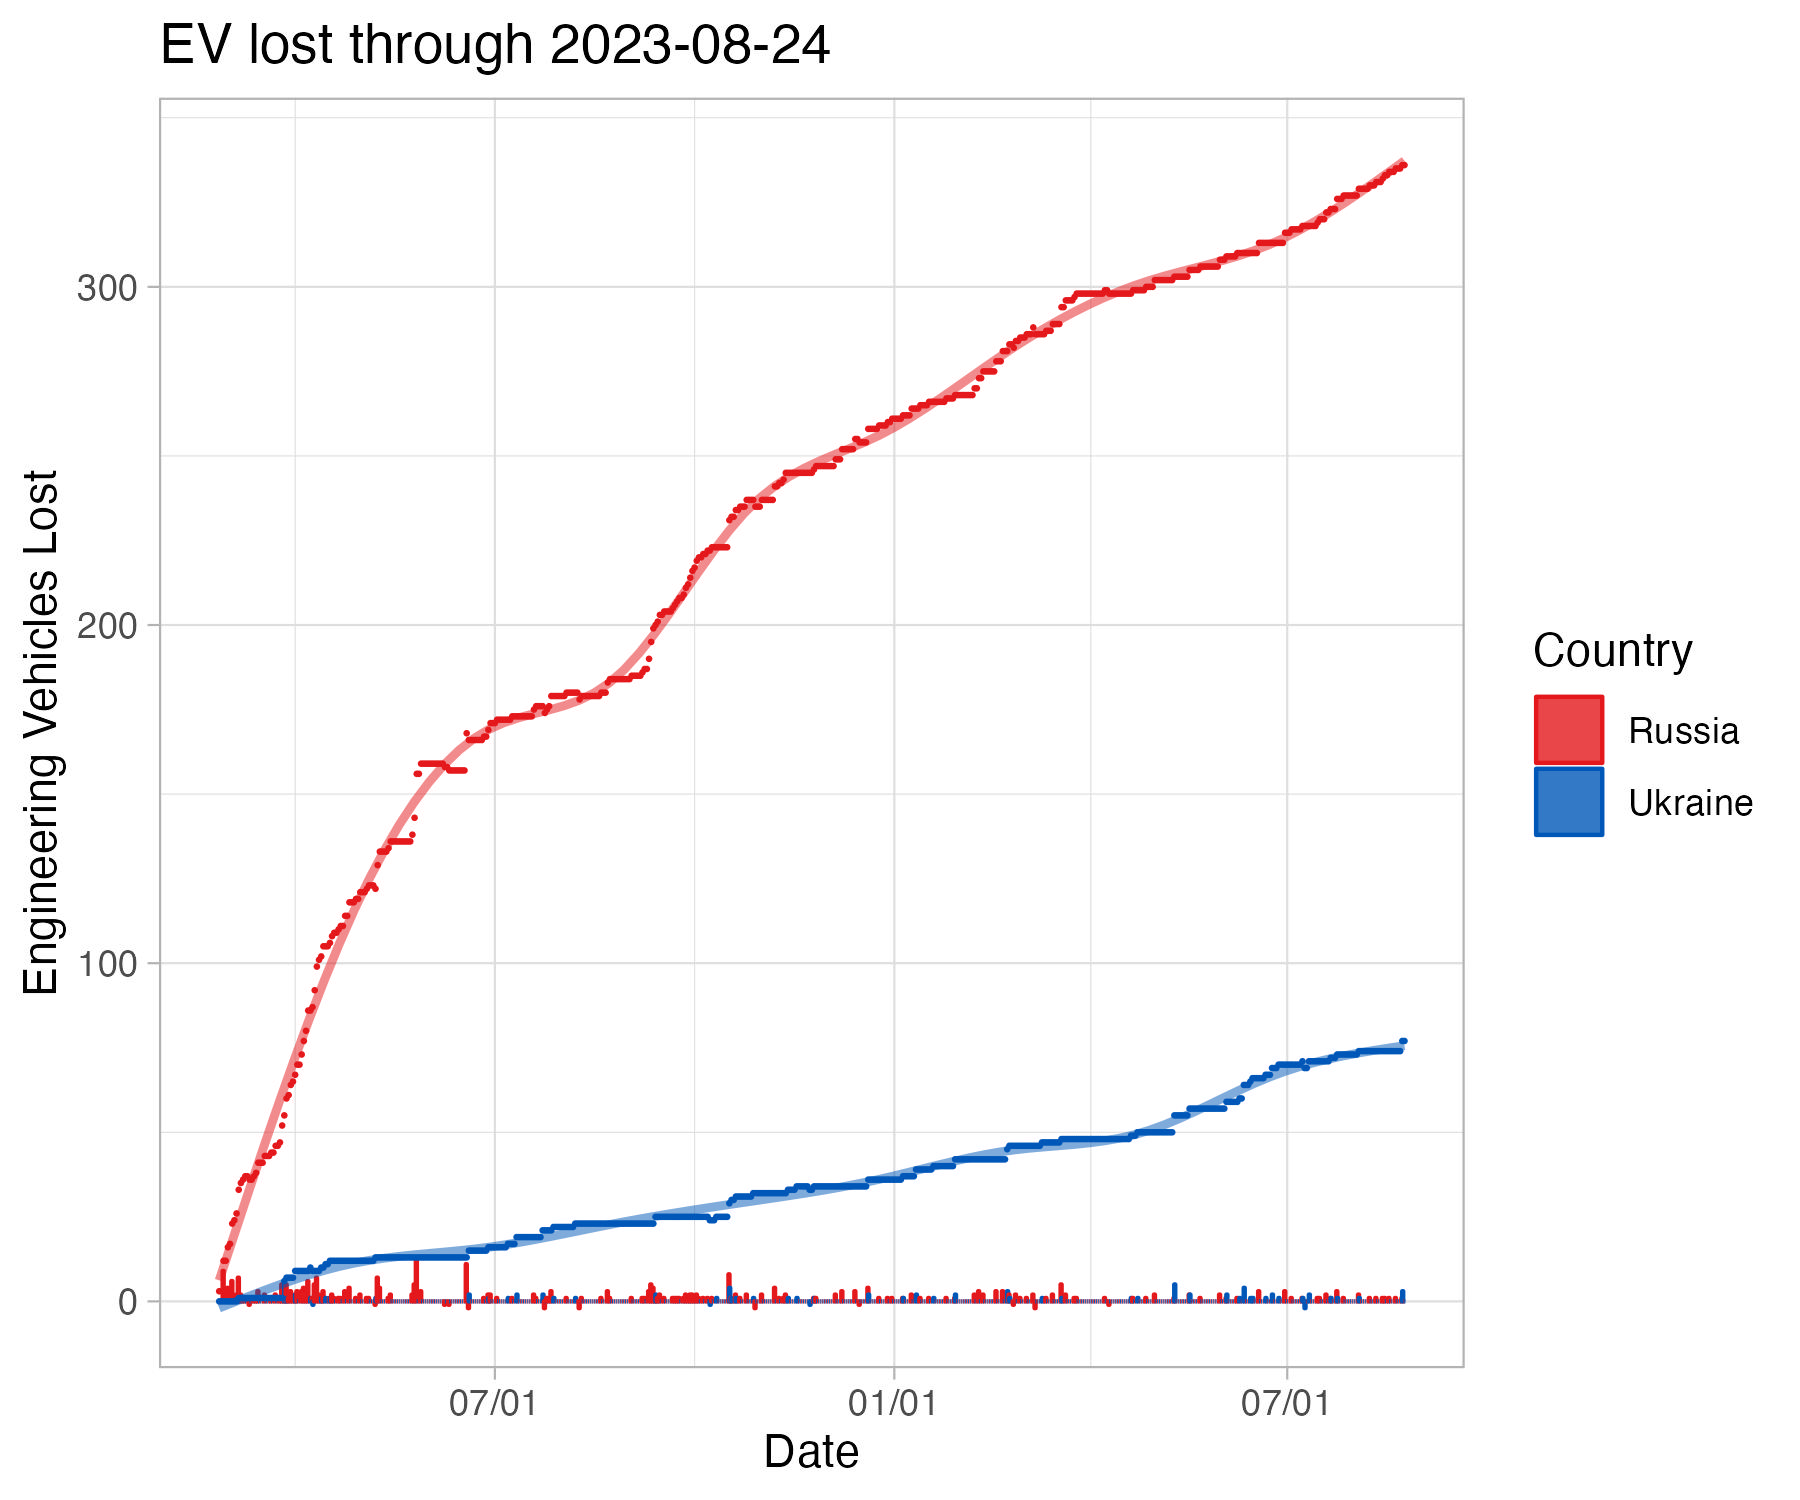 EV lost through 2023-08-24
Engineering Vehicles Lost
300
200
100
0
07/01
01/01
07/01
Date
Country
Russia
Ukraine